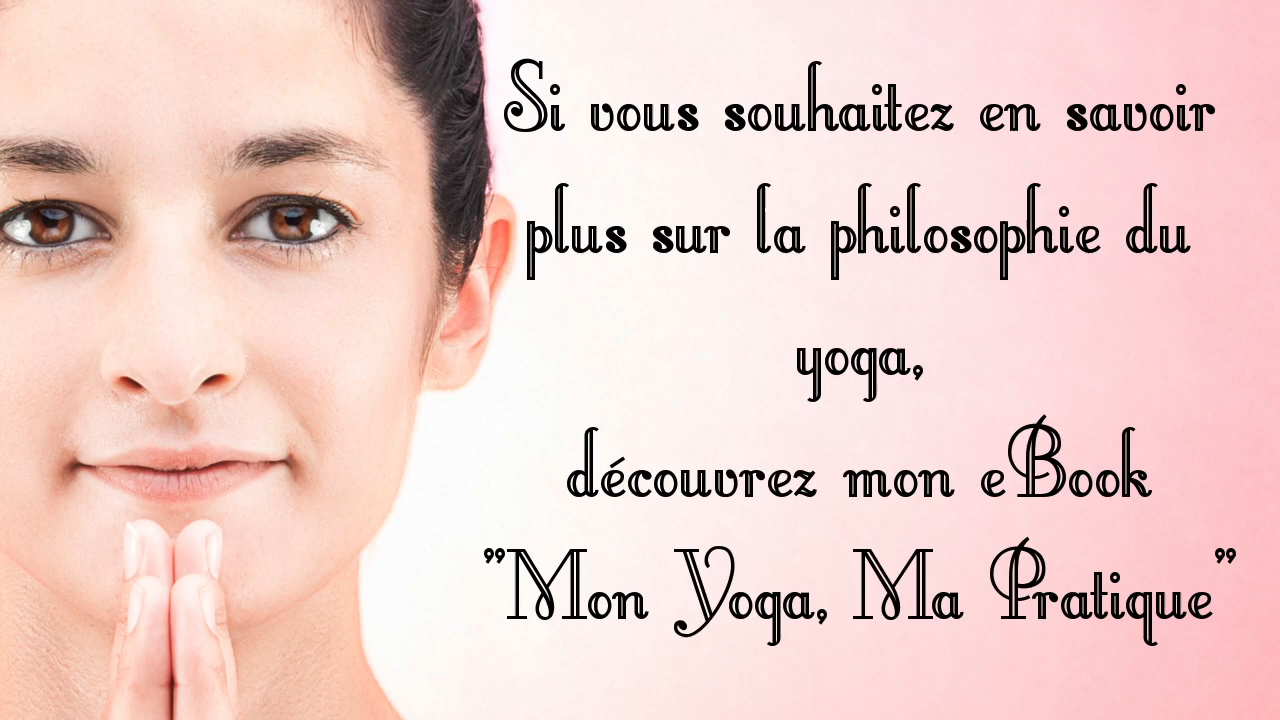 Si vous souhaitez en savoir
plus sur la philosophie du
yoga,
découvrez mon eBook
"Mon Yoga, Ma Pratique"